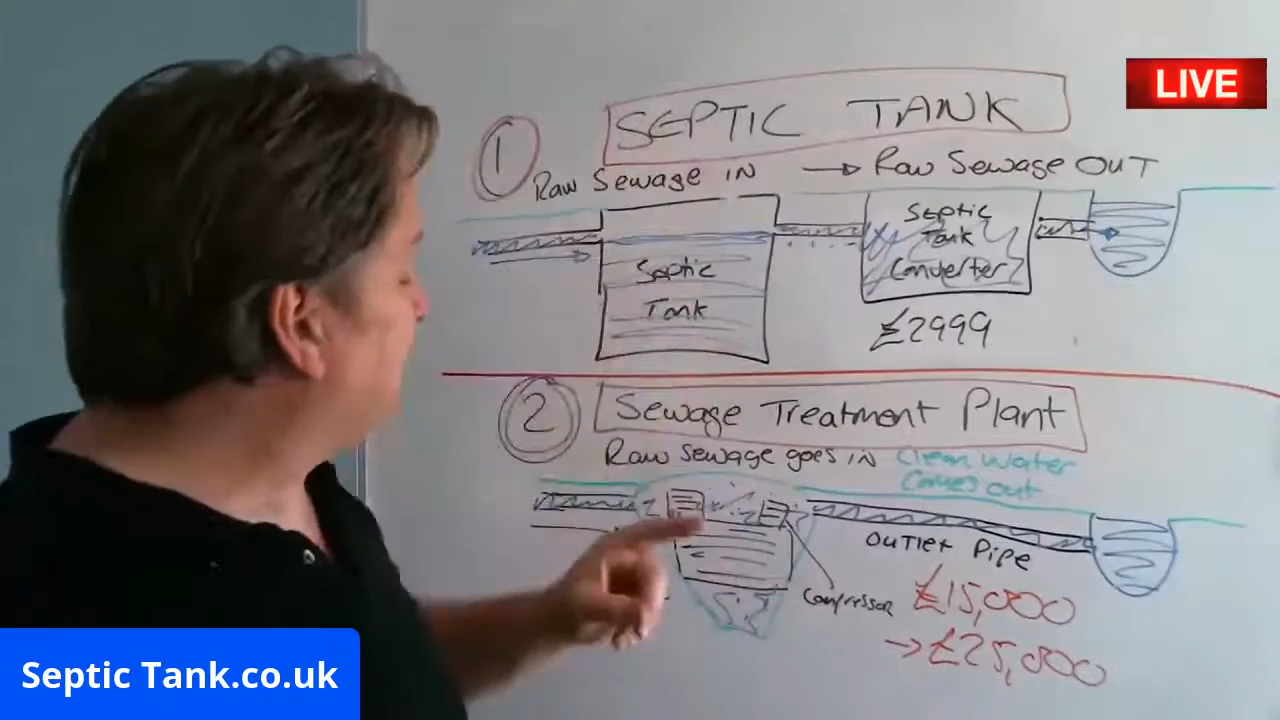 LIVE
SEPTIC TANK
1
Raw Sewage IN → Raw Sewage OUT
Septic
Tank
Septic
Tank
Converter
£2999
2
Sewage Treatment Plant
Raw sewage goes IN Clean Water
Comes out
OUTLET Pipe
Compressor
£15,000
→ £25,000
Septic Tank.co.uk